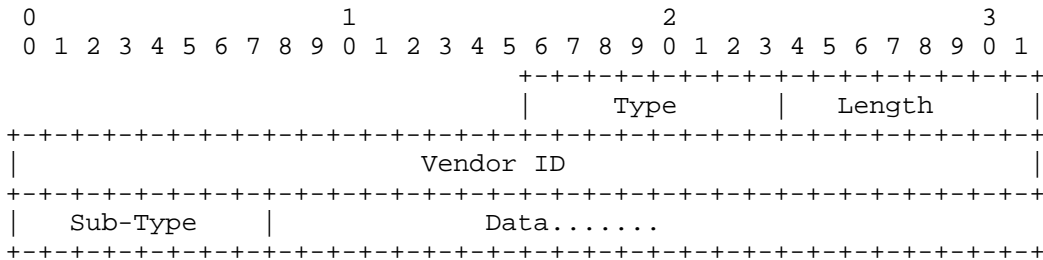 0                   1                   2                   3
 0 1 2 3 4 5 6 7 8 9 0 1 2 3 4 5 6 7 8 9 0 1 2 3 4 5 6 7 8 9 0 1
                                +-+-+-+-+-+-+-+-+-+-+-+-+-+-+-+-+
                                |     Type      |   Length      |
+-+-+-+-+-+-+-+-+-+-+-+-+-+-+-+-+-+-+-+-+-+-+-+-+-+-+-+-+-+-+-+-+
|                         Vendor ID                             |
+-+-+-+-+-+-+-+-+-+-+-+-+-+-+-+-+-+-+-+-+-+-+-+-+-+-+-+-+-+-+-+-+
|   Sub-Type    |             Data.......
+-+-+-+-+-+-+-+-+-+-+-+-+-+-+-+-+-+-+-+-+-+-+-+-+-+-+-+-+-+-+-+-+